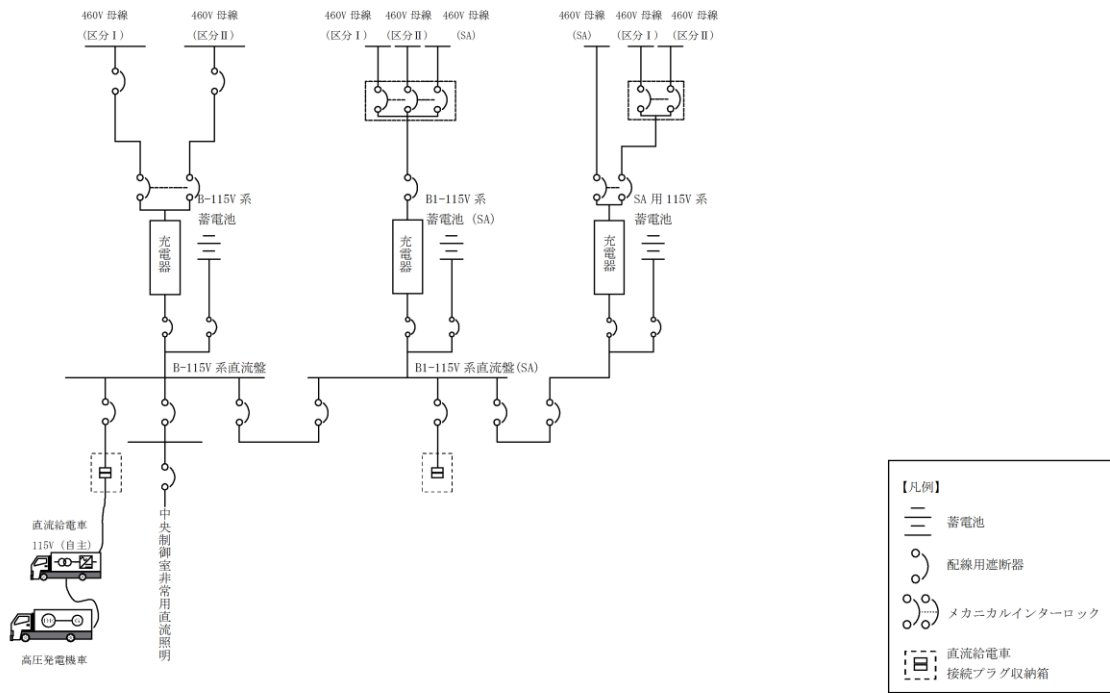 460V 母線
(区分Ⅰ)
460V 母線
(区分Ⅱ)
460V 母線
(区分Ⅰ)
460V 母線
(区分Ⅱ)
460V 母線
(SA)
460V 母線
(SA)
460V 母線
(区分Ⅰ)
460V 母線
(区分Ⅱ)
B-115V 系
蓄電池
充電器
B1-115V 系
蓄電池 (SA)
充電器
SA 用 115V 系
蓄電池
充電器
B-115V 系直流盤
B1-115V 系直流盤(SA)
直流給電車
115V (自主)
高圧発電機車
中央制御室非常用直流照明
【凡例】
蓄電池
配線用遮断器
メカニカルインターロック
直流給電車
接続プラグ収納箱